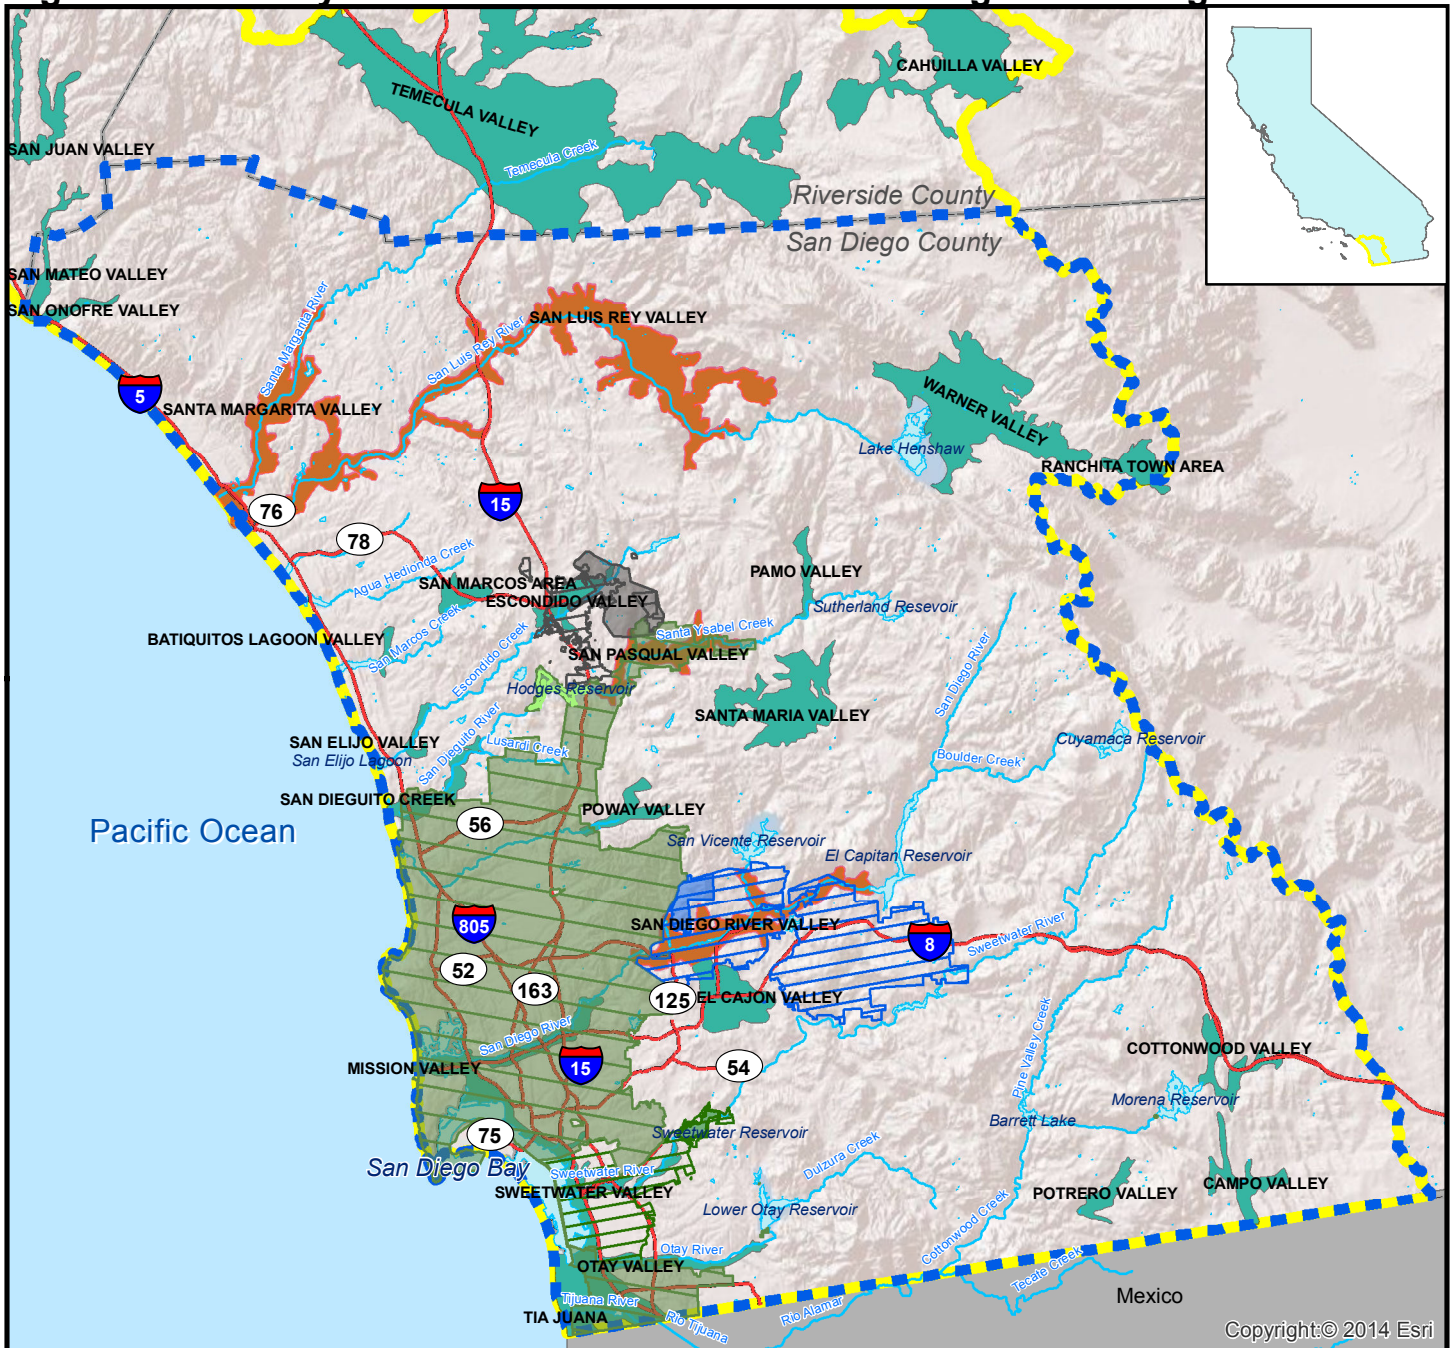 CAHUILLA VALLEY
TEMECULA VALLEY
SAN JUAN VALLEY
Temecula Creek
Riverside County
San Diego County
SAN MATEO VALLEY
SAN ONOFRE VALLEY
Santa Margarita River
SAN LUIS REY VALLEY
San Luis Rey River
5
SANTA MARGARITA VALLEY
WARNER VALLEY
Lake Henshaw
RANCHITA TOWN AREA
15
76
78
Agua Hedionda Creek
SAN MARCOS AREA
PAMO VALLEY
ESCONDIDO VALLEY
Sutherland Resevoir
San Marcos Creek
Santa Ysabel Creek
BATIQUITOS LAGOON VALLEY
Escondido Creek
SAN PASQUAL VALLEY
San Diego River
Hodges Reservoir
SANTA MARIA VALLEY
San Dieguito River
SAN ELIJO VALLEY
Lusardi Creek
Cuyamaca Reservoir
San Elijo Lagoon
Boulder Creek
SAN DIEGUITO CREEK
POWAY VALLEY
56
Pacific Ocean
San Vicente Reservoir
El Capitan Reservoir
805
SAN DIEGO RIVER VALLEY
8
Sweetwater River
52
163
125
EL CAJON VALLEY
San Diego River
Pine Valley Creek
COTTONWOOD VALLEY
MISSION VALLEY
15
54
Morena Reservoir
Barrett Lake
75
Sweetwater Reservoir
Dulzura Creek
San Diego Bay
Sweetwater River
SWEETWATER VALLEY
POTRERO VALLEY
CAMPO VALLEY
Lower Otay Reservoir
Cottonwood Creek
Otay River
OTAY VALLEY
Tecate Creek
Tijuana River
Mexico
TIA JUANA
Rio Tijuana
Rio Alamar
Copyright:© 2014 Esri